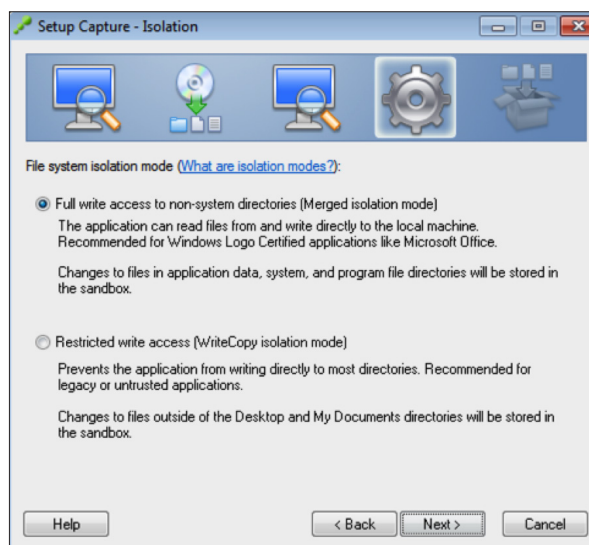 Setup Capture - Isolation
File system isolation mode (What are isolation modes?):
Full write access to non-system directories (Merged isolation mode)
The application can read files from and write directly to the local machine.
Recommended for Windows Logo Certified applications like Microsoft Office.
Changes to files in application data, system, and program file directories will be stored in
the sandbox.
Restricted write access (WriteCopy isolation mode)
Prevents the application from writing directly to most directories. Recommended for
legacy or untrusted applications.
Changes to files outside of the Desktop and My Documents directories will be stored in
the sandbox.
Help
< Back
Next >
Cancel